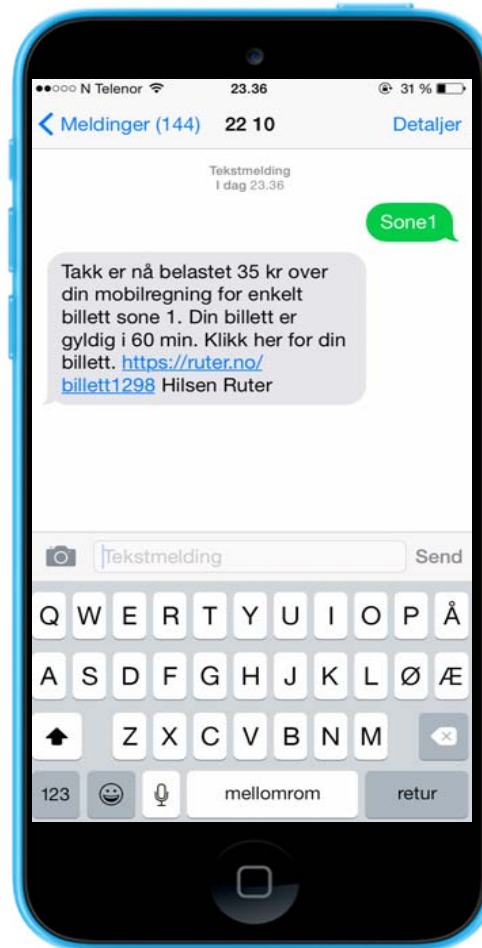 ●●○○○ N Telenor 23.36 31 %
Meldinger (144) 22 10 Detaljer
Tekstmelding
I dag 23.36
Sone1
Takk er nå belastet 35 kr over
din mobilregning for enkelt
billett sone 1. Din billett er
gyldig i 60 min. Klikk her for din
billett. https://ruter.no/
billett1298 Hilsen Ruter
Tekstmelding Send
Q W E R T Y U I O P Å
A S D F G H J K L Ø Æ
Z X C V B N M
123 mellomrom retur